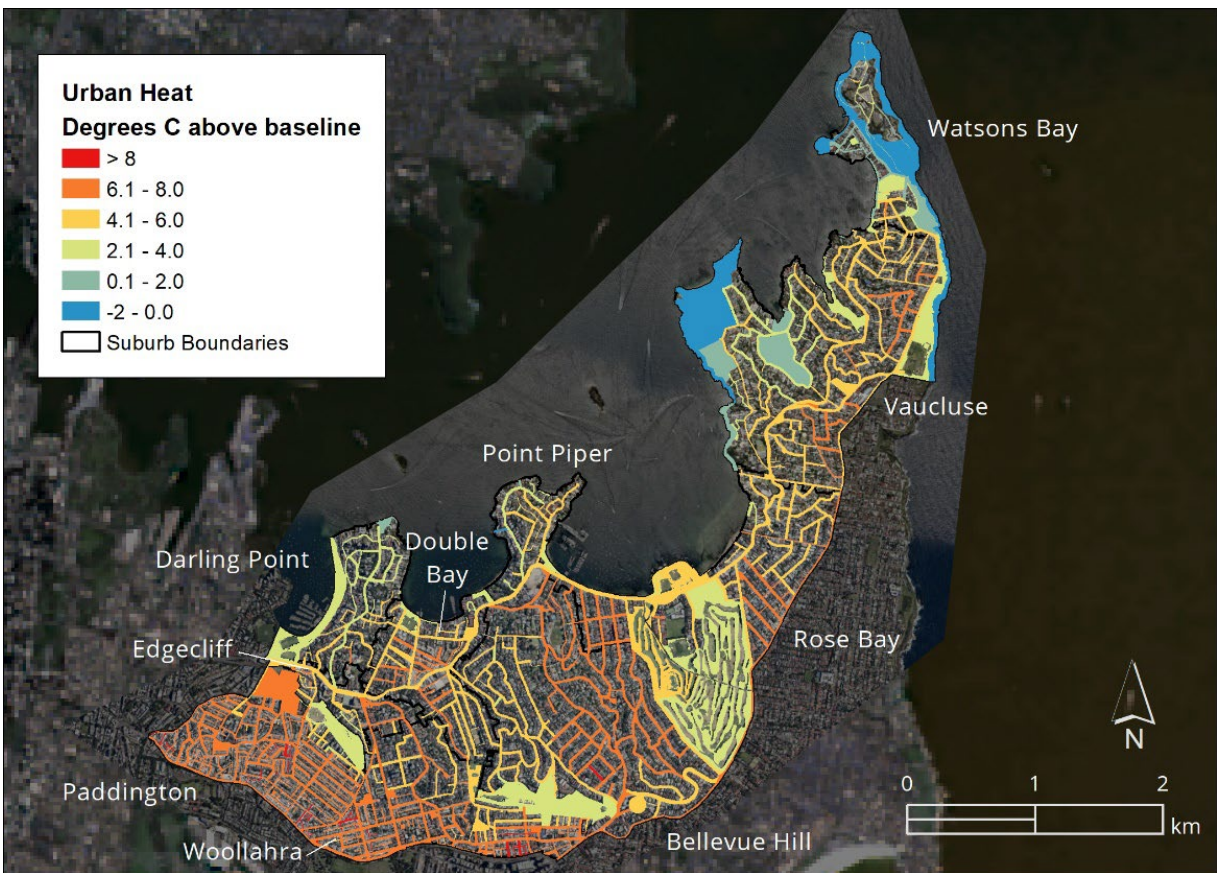 Urban Heat
Degrees C above baseline
> 8
6.1 - 8.0
4.1 - 6.0
2.1 - 4.0
0.1 - 2.0
-2 - 0.0
Suburb Boundaries
Watsons Bay
Vaucluse
Point Piper
Darling Point
Double
Bay
Edgecliff
Rose Bay
Paddington
Woollahra
Bellevue Hill
N
0 1 2
km